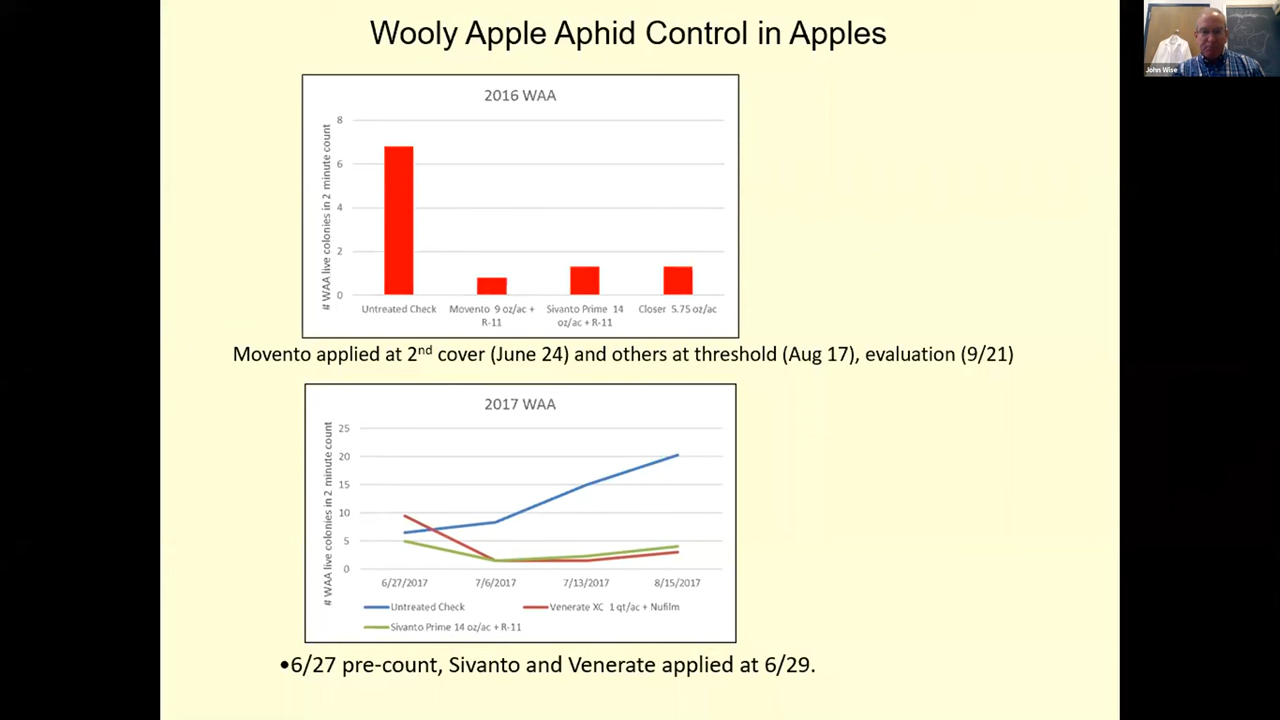 Wooly Apple Aphid Control in Apples
John Wise
2016 WAA
# WAA live colonies in 2 minute count
8
6
4
2
0
Untreated Check
Movento 9 oz/ac +
R-11
Sivanto Prime 14
oz/ac + R-11
Closer 5.75 oz/ac
Movento applied at 2nd cover (June 24) and others at threshold (Aug 17), evaluation (9/21)
2017 WAA
# WAA live colonies in 2 minute count
25
20
15
10
5
0
6/27/2017
7/6/2017
7/13/2017
8/15/2017
Untreated Check
Venerate XC 1 qt/ac + Nufilm
Sivanto Prime 14 oz/ac + R-11
•6/27 pre-count, Sivanto and Venerate applied at 6/29.